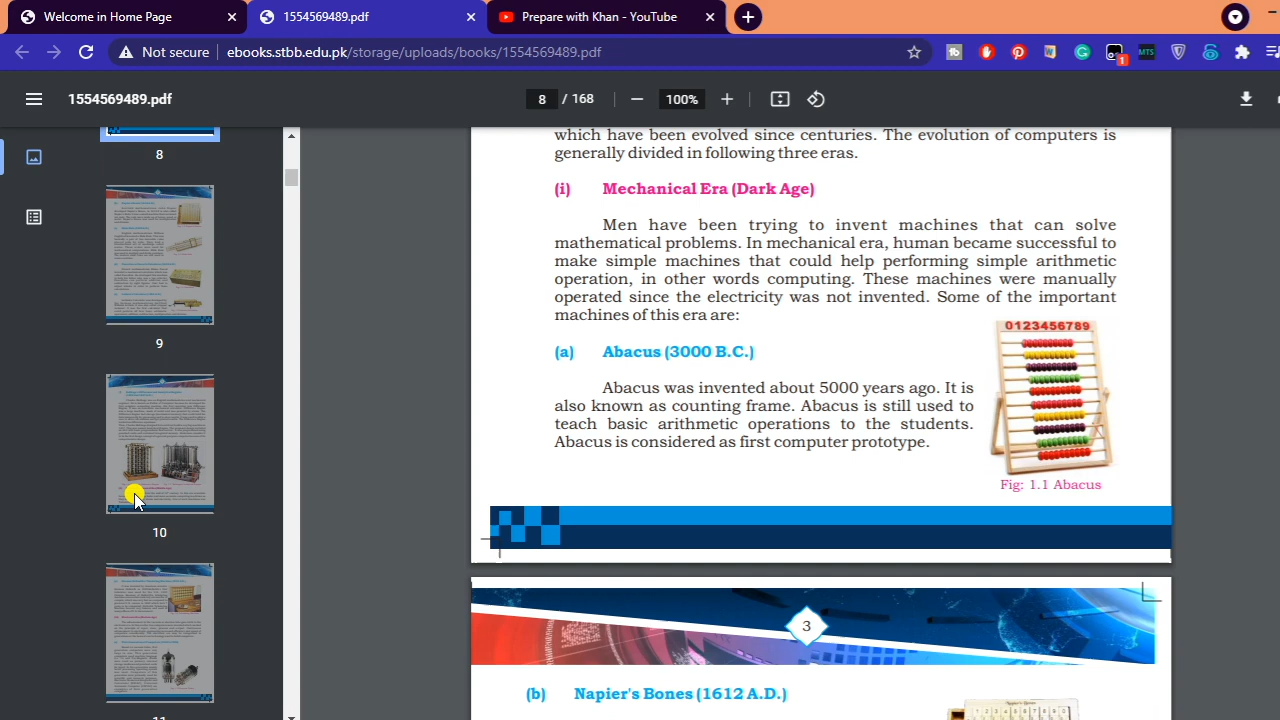 Welcome in Home Page
1554569489.pdf
Prepare with Khan - YouTube
Not secure
ebooks.stbb.edu.pk/storage/uploads/books/1554569489.pdf
1
1554569489.pdf
8 / 168
100%
8
9
10
which have been evolved since centuries. The evolution of computers is
generally divided in following three eras.
(i) Mechanical Era (Dark Age)
Men have been trying to invent machines that can solve
mathematical problems. In mechanical era, human became successful to
make simple machines that could help performing simple arithmetic
operation, in other words computing. These machines were manually
operated since the electricity was not invented. Some of the important
machines of this era are:
(a) Abacus (3000 B.C.)
0123456789
Abacus was invented about 5000 years ago. It is
also known as counting frame. Abacus is still used to
teach basic arithmetic operations to the students.
Abacus is considered as first computer prototype.
Fig: 1.1 Abacus
3
(b) Napier's Bones (1612 A.D.)